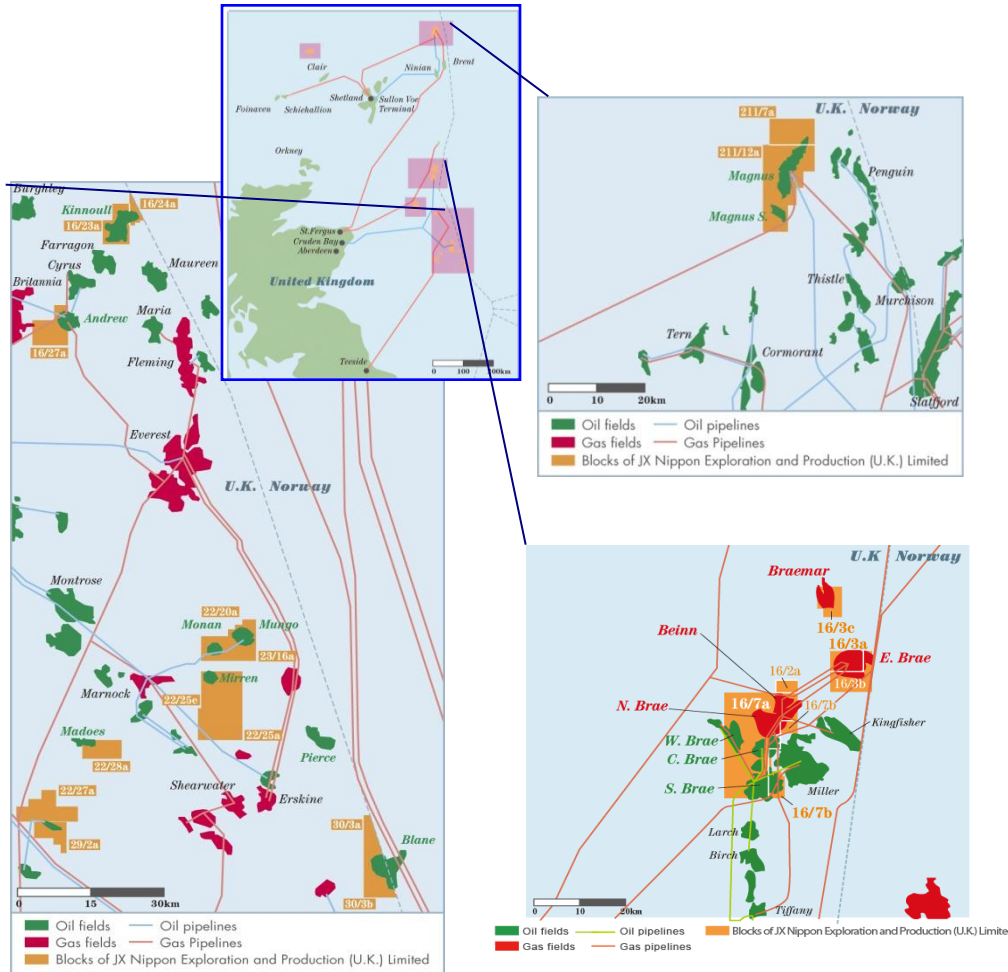 Clair
Ninian
Brent
Foinaven
Schiehallion
Shetland
Sullon Voe
Terminal
Orkney
St.Fergus
Cruden Bay
Aberdeen
United Kingdom
Teeside
0 100 200km
Burghley
Kinnoull
16/24a
16/23a
Farragon
Cyrus
Maureen
Britannia
Andrew
Maria
16/27a
Fleming
Everest
U.K. Norway
Montrose
22/20a
Monan
Mungo
23/16a
Mirren
Marnock
22/25e
22/25a
Madoes
22/28a
Pierce
Shearwater
Erskine
22/27a
29/2a
30/3a
Blane
30/3b
0 15 30km
Oil fields
Oil pipelines
Gas fields
Gas Pipelines
Blocks of JX Nippon Exploration and Production (U.K.) Limited
U.K. Norway
211/7a
211/12a
Magnus
Penguin
Magnus S.
Thistle
Murchison
Tern
Cormorant
Statfjord
0 10 20km
Oil fields
Oil pipelines
Gas fields
Gas Pipelines
Blocks of JX Nippon Exploration and Production (U.K.) Limited
U.K Norway
Braemar
16/3c
16/3a
Beinn
E. Brae
16/2a
16/3b
16/7a
N. Brae
16/7b
Kingfisher
W. Brae
C. Brae
S. Brae
Miller
16/7b
Larch
Birch
Tiffany
0 10 20km
Oil fields
Oil pipelines
Blocks of JX Nippon Exploration and Production (U.K.) Limite
Gas fields
Gas pipelines